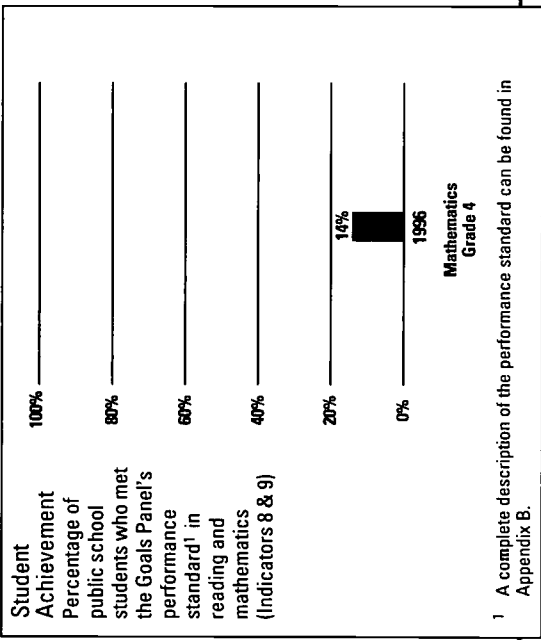 Student
Achievement
Percentage of
public school
students who met
the Goals Panel's
performance
standard¹ in
reading and
mathematics
(Indicators 8 & 9)
100%
80%
60%
40%
20%
0%
14%
1996
Mathematics
Grade 4
¹ A complete description of the performance standard can be found in
Appendix B.